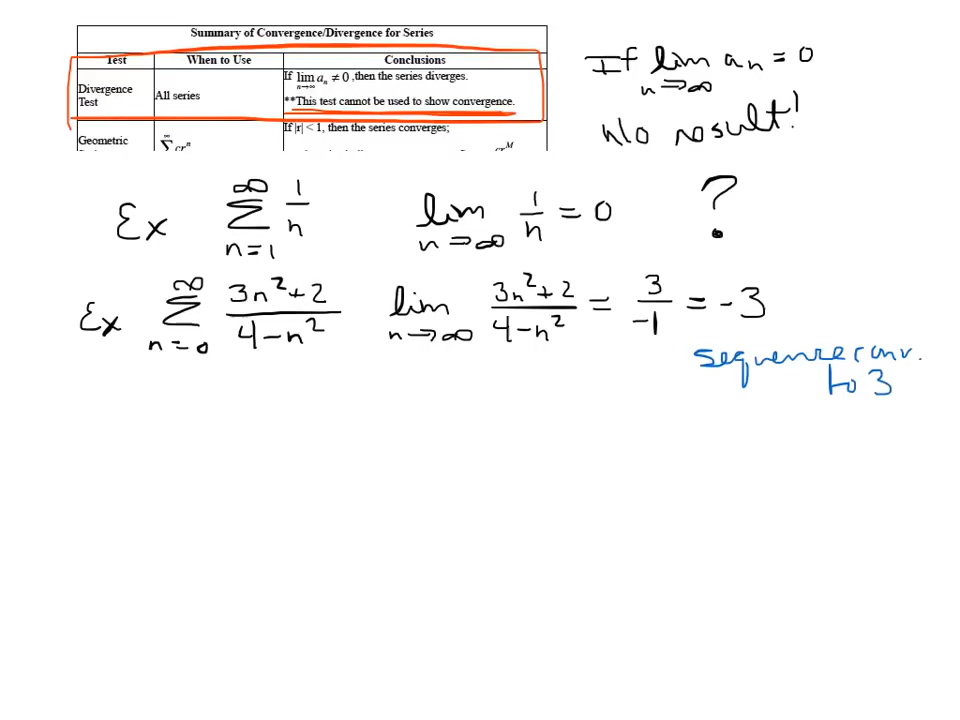 Summary of Convergence/Divergence for Series
Test When to Use Conclusions
Divergence Test All series If lim n→∞ aₙ ≠ 0 ,then the series diverges.
**This test cannot be used to show convergence.
Geometric ∑ ∞ crⁿ If |r| < 1, then the series converges;
crᴹ
If lim n→∞ aₙ = 0
No result!
Ex ∑ n=1 ∞ 1/n lim n→∞ 1/n = 0 ?
Ex ∑ n=0 ∞ (3n²+2)/(4−n²) lim n→∞ (3n²+2)/(4−n²) = 3/−1 = −3
sequence conv.
to 3